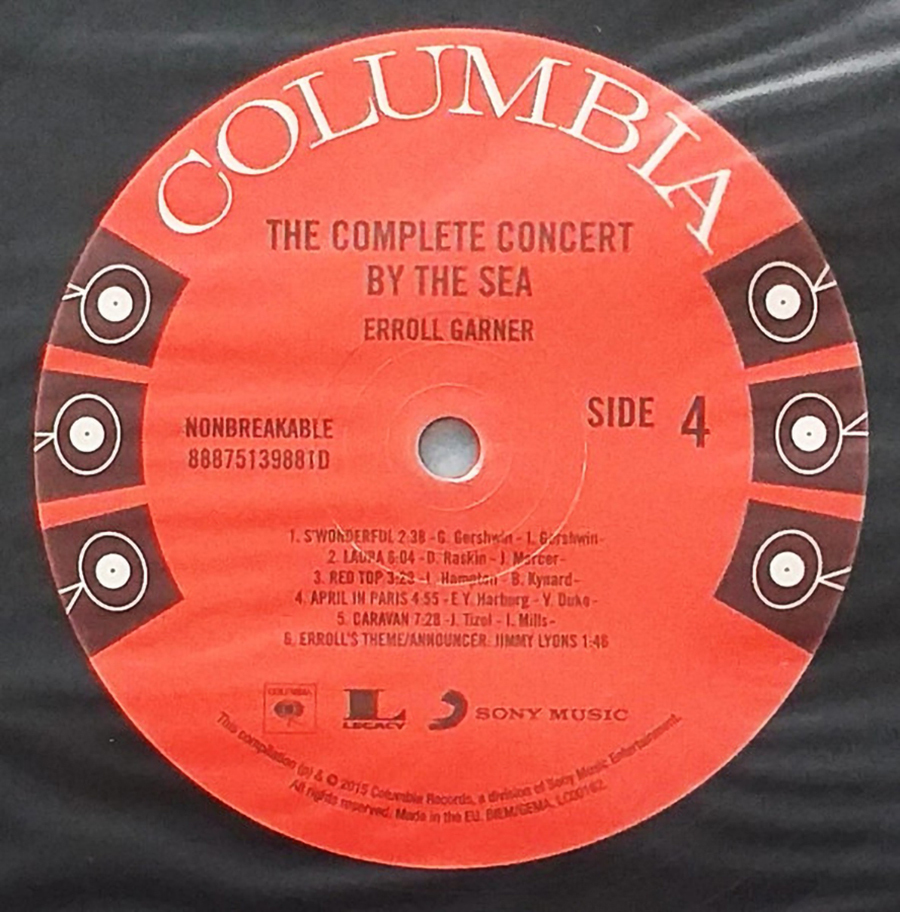 COLUMBIA
THE COMPLETE CONCERT
BY THE SEA
ERROLL GARNER
NONBREAKABLE
88875139881D
SIDE 4
1. S'WONDERFUL 2:38 - G. Gershwin - I. Gershwin-
2. LAURA 6:04 - D. Raskin - J. Mercer-
3. RED TOP 3:23 - L. Hampton - B. Kynard-
4. APRIL IN PARIS 4:55 - E.Y. Harburg - V. Duke-
5. CARAVAN 7:28 - J. Tizol - I. Mills-
6. ERROLL'S THEME/ANNOUNCER: JIMMY LYONS 1:46
COLUMBIA
L
LEGACY
SONY MUSIC
This compilation (p) & © 2015 Columbia Records, a division of Sony Music Entertainment.
All rights reserved. Made in the EU. BIEM/GEMA. LC00162.